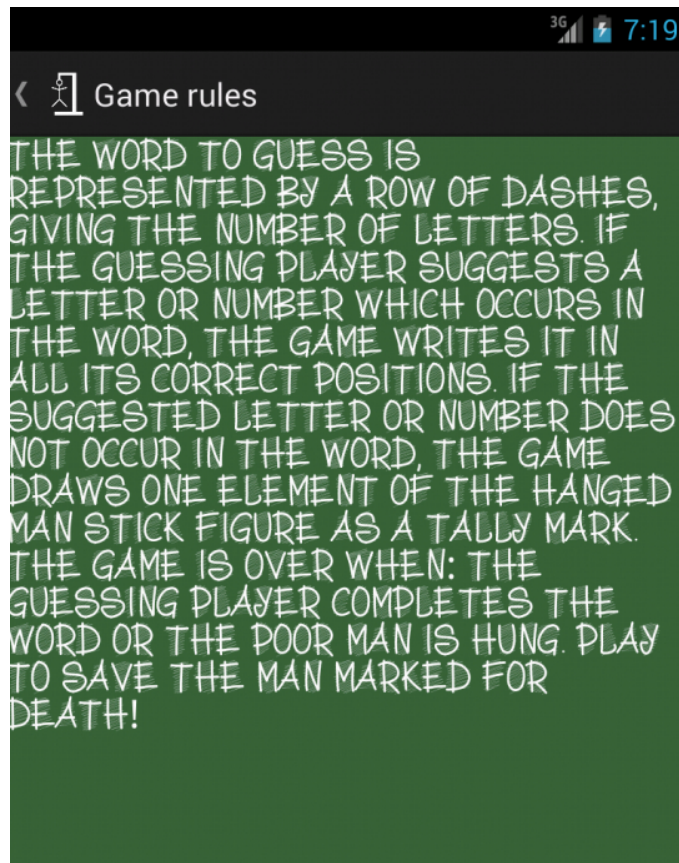 3G 7:19
Game rules
THE WORD TO GUESS IS
REPRESENTED BY A ROW OF DASHES,
GIVING THE NUMBER OF LETTERS. IF
THE GUESSING PLAYER SUGGESTS A
LETTER OR NUMBER WHICH OCCURS IN
THE WORD, THE GAME WRITES IT IN
ALL ITS CORRECT POSITIONS. IF THE
SUGGESTED LETTER OR NUMBER DOES
NOT OCCUR IN THE WORD, THE GAME
DRAWS ONE ELEMENT OF THE HANGED
MAN STICK FIGURE AS A TALLY MARK.
THE GAME IS OVER WHEN: THE
GUESSING PLAYER COMPLETES THE
WORD OR THE POOR MAN IS HUNG. PLAY
TO SAVE THE MAN MARKED FOR
DEATH!